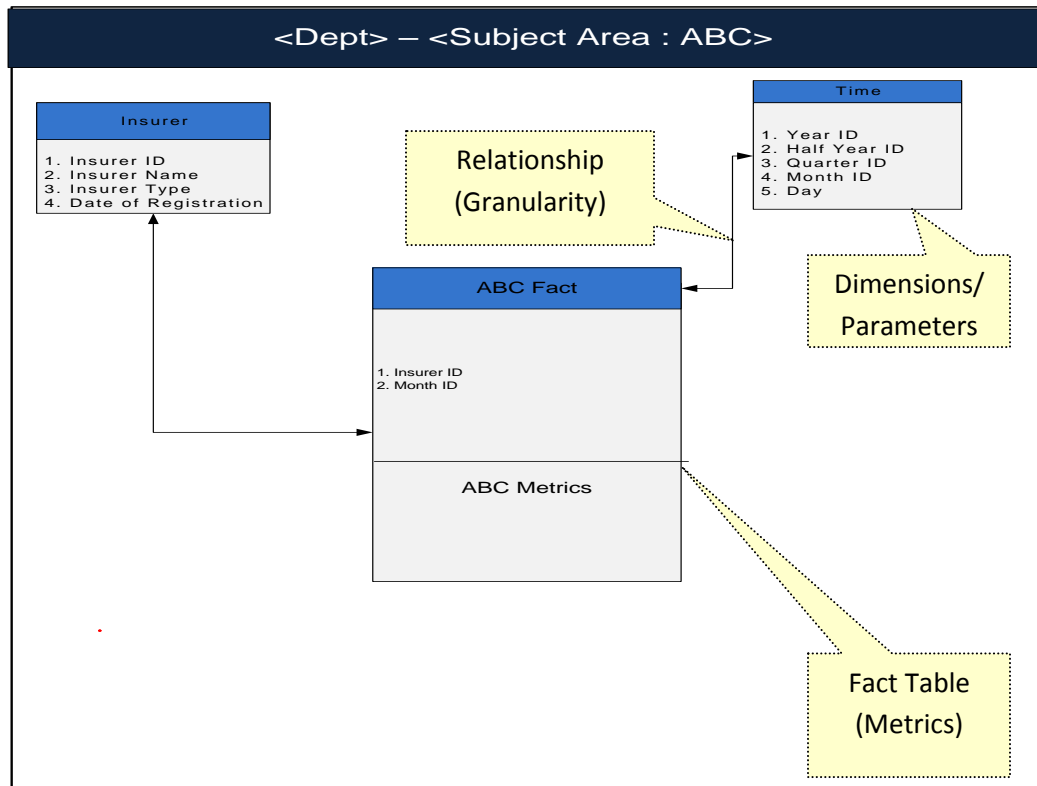 <Dept> – <Subject Area : ABC>
Insurer
1. Insurer ID
2. Insurer Name
3. Insurer Type
4. Date of Registration
Relationship
(Granularity)
Time
1. Year ID
2. Half Year ID
3. Quarter ID
4. Month ID
5. Day
Dimensions/
Parameters
ABC Fact
1. Insurer ID
2. Month ID
ABC Metrics
Fact Table
(Metrics)